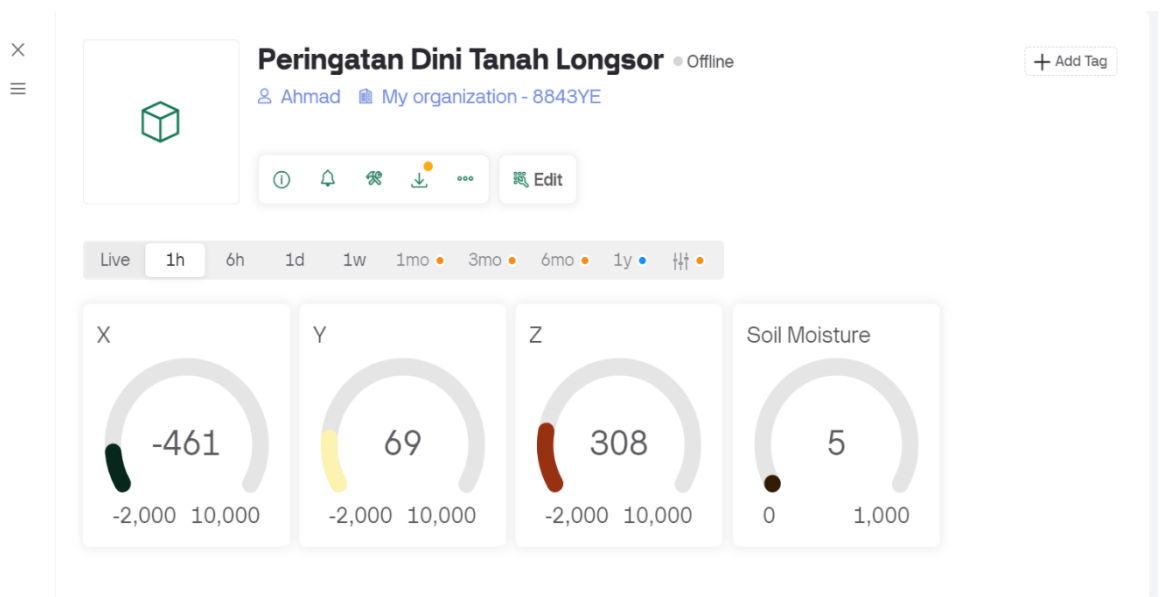 Peringatan Dini Tanah Longsor Offline
+ Add Tag
Ahmad My organization - 8843YE
Edit
Live 1h 6h 1d 1w 1mo 3mo 6mo 1y
X
-461
-2,000 10,000
Y
69
-2,000 10,000
Z
308
-2,000 10,000
Soil Moisture
5
0 1,000